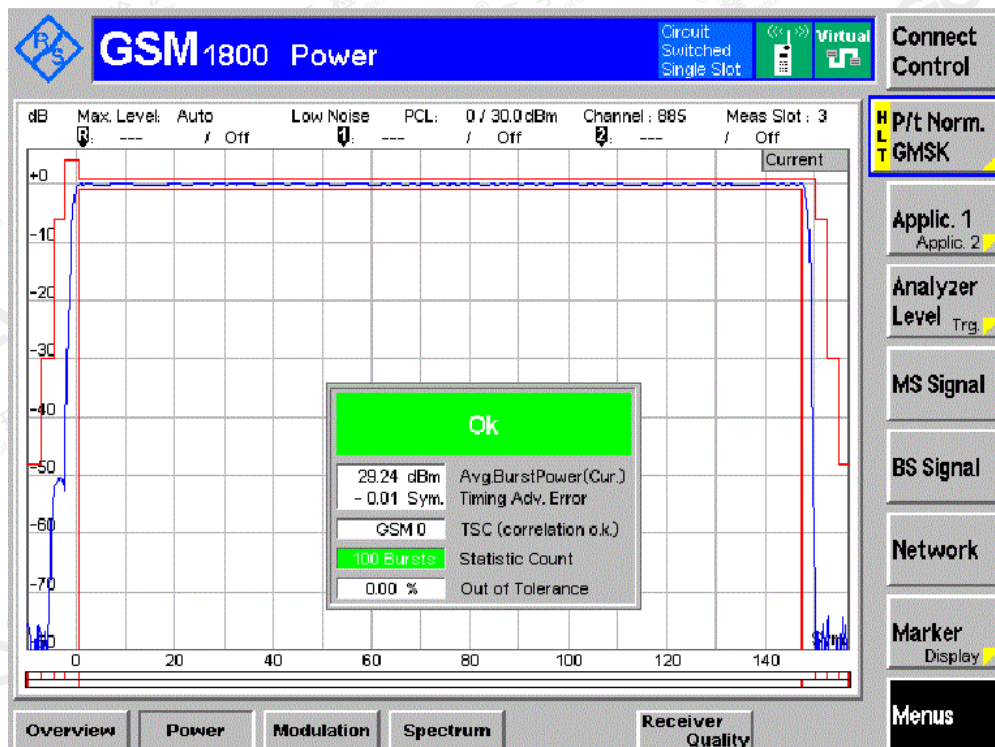 R S
GSM 1800 Power
Circuit
Switched
Single Slot
Virtual
Connect
Control
dB Max. Level: Auto Low Noise PCL: 0 / 30.0 dBm Channel : 885 Meas Slot : 3
R : --- / Off 1 : --- / Off 2 : --- / Off
Current
H
L
T
P/t Norm.
GMSK
Applic. 1
Applic. 2
Analyzer
Level Trg.
MS Signal
BS Signal
Network
Marker
Display
Menus
+0
-10
-20
-30
-40
-50
-60
-70
Ok
29.24 dBm Avg.BurstPower(Cur.)
- 0.01 Sym. Timing Adv. Error
GSM 0 TSC (correlation o.k.)
100 Bursts Statistic Count
0.00 % Out of Tolerance
0 20 40 60 80 100 120 140
Overview Power Modulation Spectrum Receiver
Quality